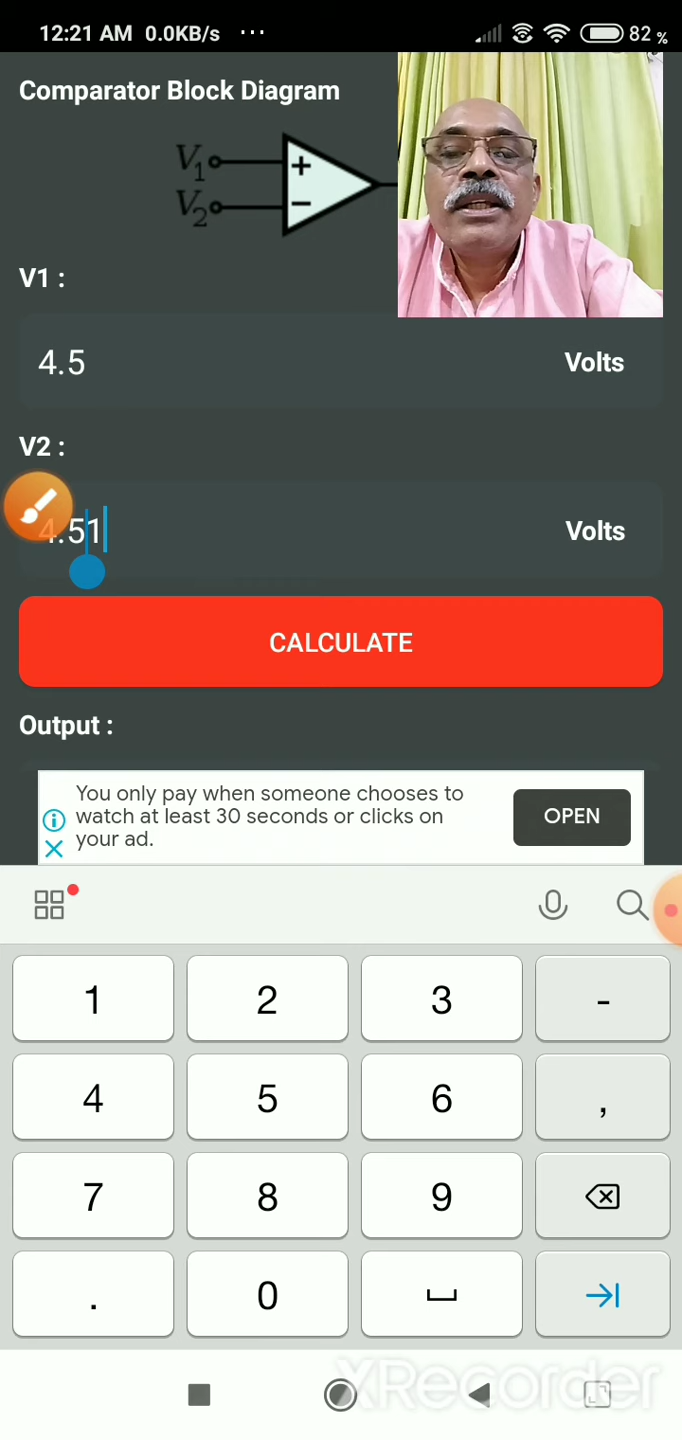 12:21 AM 0.0KB/s ... 82 %
Comparator Block Diagram
V1
V2
+
−
V1 :
4.5 Volts
V2 :
4.51 Volts
CALCULATE
Output :
You only pay when someone chooses to
watch at least 30 seconds or clicks on
your ad.
OPEN
1 2 3 -
4 5 6 ,
7 8 9
. 0
XRecorder